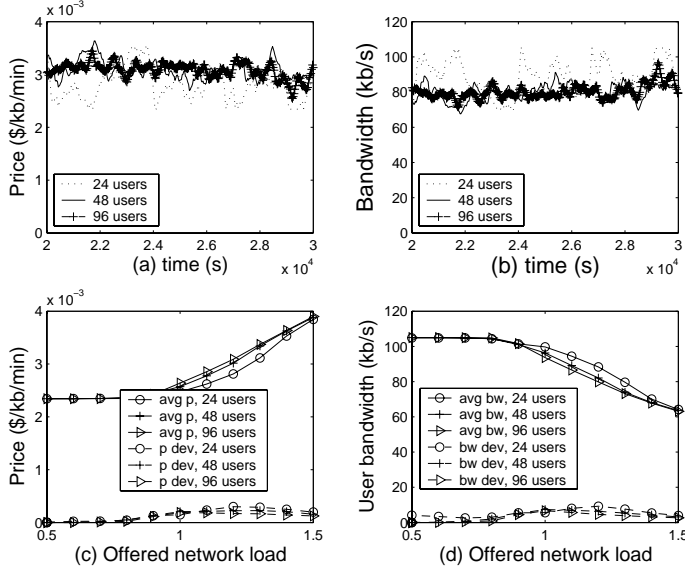 x 10⁻³
4
3
2
1
0
Price ($/kb/min)
24 users
48 users
96 users
2 2.2 2.4 2.6 2.8 3
x 10⁴
(a) time (s)
120
100
80
60
40
20
0
Bandwidth (kb/s)
24 users
48 users
96 users
2 2.2 2.4 2.6 2.8 3
x 10⁴
(b) time (s)
x 10⁻³
4
3
2
1
0
Price ($/kb/min)
avg p, 24 users
avg p, 48 users
avg p, 96 users
p dev, 24 users
p dev, 48 users
p dev, 96 users
0.5 1 1.5
(c) Offered network load
120
100
80
60
40
20
0
User bandwidth (kb/s)
avg bw, 24 users
avg bw, 48 users
avg bw, 96 users
bw dev, 24 users
bw dev, 48 users
bw dev, 96 users
0.5 1 1.5
(d) Offered network load